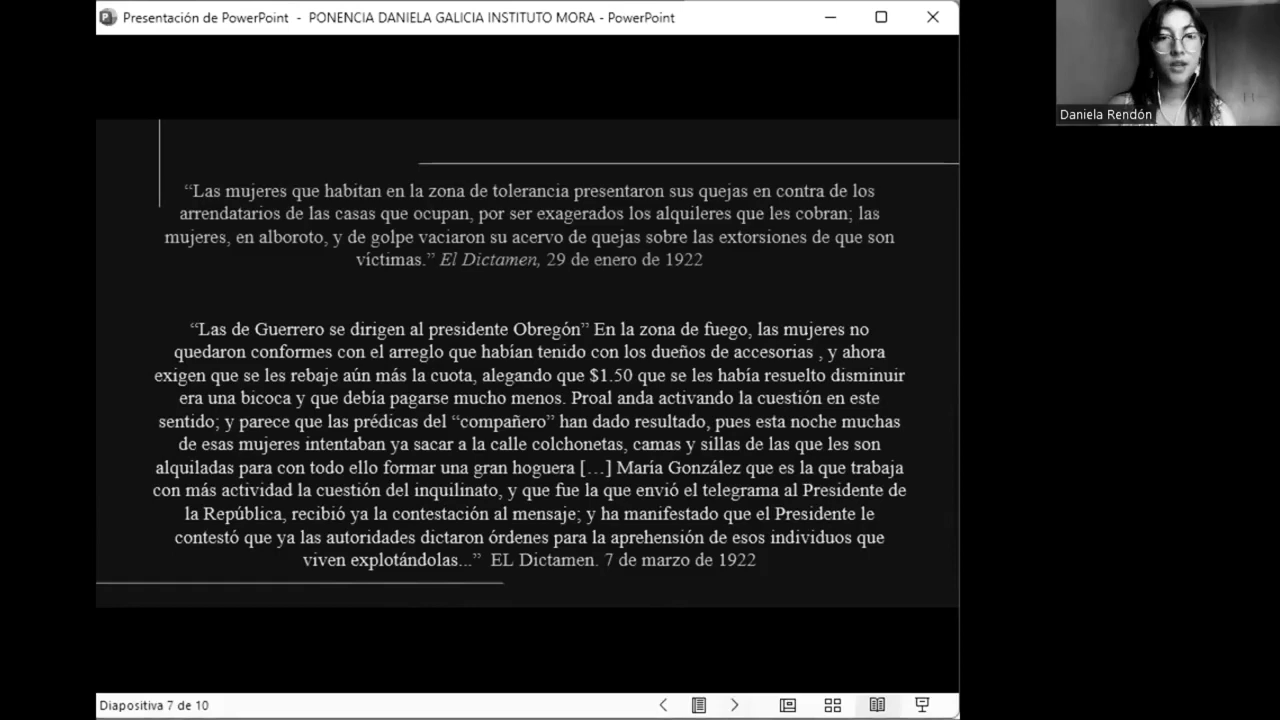 Presentación de PowerPoint - PONENCIA DANIELA GALICIA INSTITUTO MORA - PowerPoint
Daniela Rendón
“Las mujeres que habitan en la zona de tolerancia presentaron sus quejas en contra de los
arrendatarios de las casas que ocupan, por ser exagerados los alquileres que les cobran; las
mujeres, en alboroto, y de golpe vaciaron su acervo de quejas sobre las extorsiones de que son
víctimas.” El Dictamen, 29 de enero de 1922
“Las de Guerrero se dirigen al presidente Obregón” En la zona de fuego, las mujeres no
quedaron conformes con el arreglo que habían tenido con los dueños de accesorias , y ahora
exigen que se les rebaje aún más la cuota, alegando que $1.50 que se les había resuelto disminuir
era una bicoca y que debía pagarse mucho menos. Proal anda activando la cuestión en este
sentido; y parece que las prédicas del “compañero” han dado resultado, pues esta noche muchas
de esas mujeres intentaban ya sacar a la calle colchonetas, camas y sillas de las que les son
alquiladas para con todo ello formar una gran hoguera […] María González que es la que trabaja
con más actividad la cuestión del inquilinato, y que fue la que envió el telegrama al Presidente de
la República, recibió ya la contestación al mensaje; y ha manifestado que el Presidente le
contestó que ya las autoridades dictaron órdenes para la aprehensión de esos individuos que
viven explotándolas...” EL Dictamen. 7 de marzo de 1922
Diapositiva 7 de 10